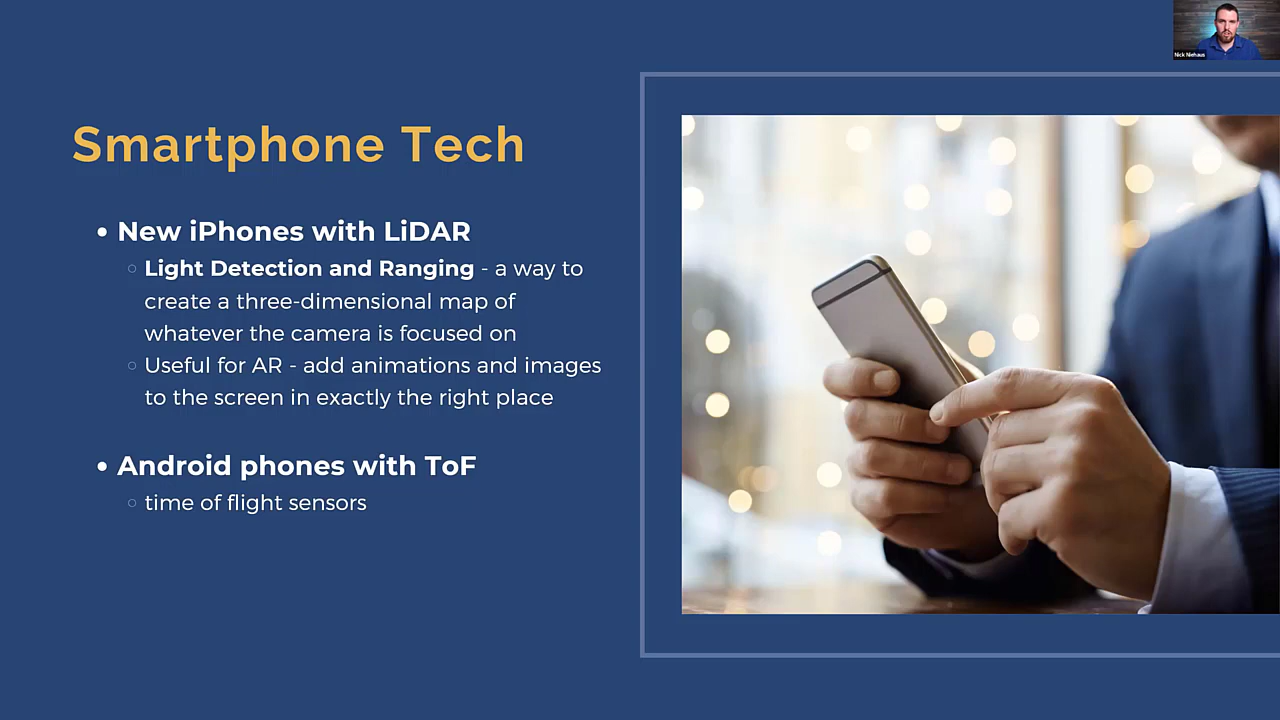 Nick Niehaus
Smartphone Tech
• New iPhones with LiDAR
○ Light Detection and Ranging - a way to
create a three-dimensional map of
whatever the camera is focused on
○ Useful for AR - add animations and images
to the screen in exactly the right place
• Android phones with ToF
○ time of flight sensors